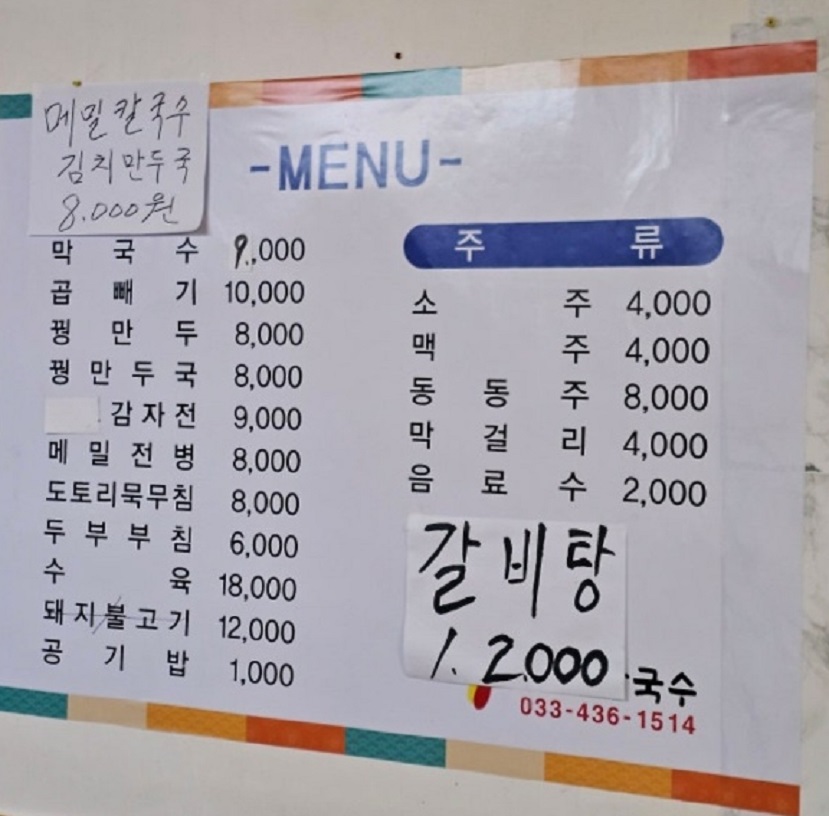 메밀칼국수
김치만두국
8.000원
-MENU-
막국수 9,000
곱빼기 10,000
꿩만두 8,000
꿩만두국 8,000
감자전 9,000
메밀전병 8,000
도토리묵무침 8,000
두부부침 6,000
수육 18,000
돼지불고기 12,000
공기밥 1,000
주류
소주 4,000
맥주 4,000
동동주 8,000
막걸리 4,000
음료수 2,000
갈비탕
1.2.000
국수
033-436-1514